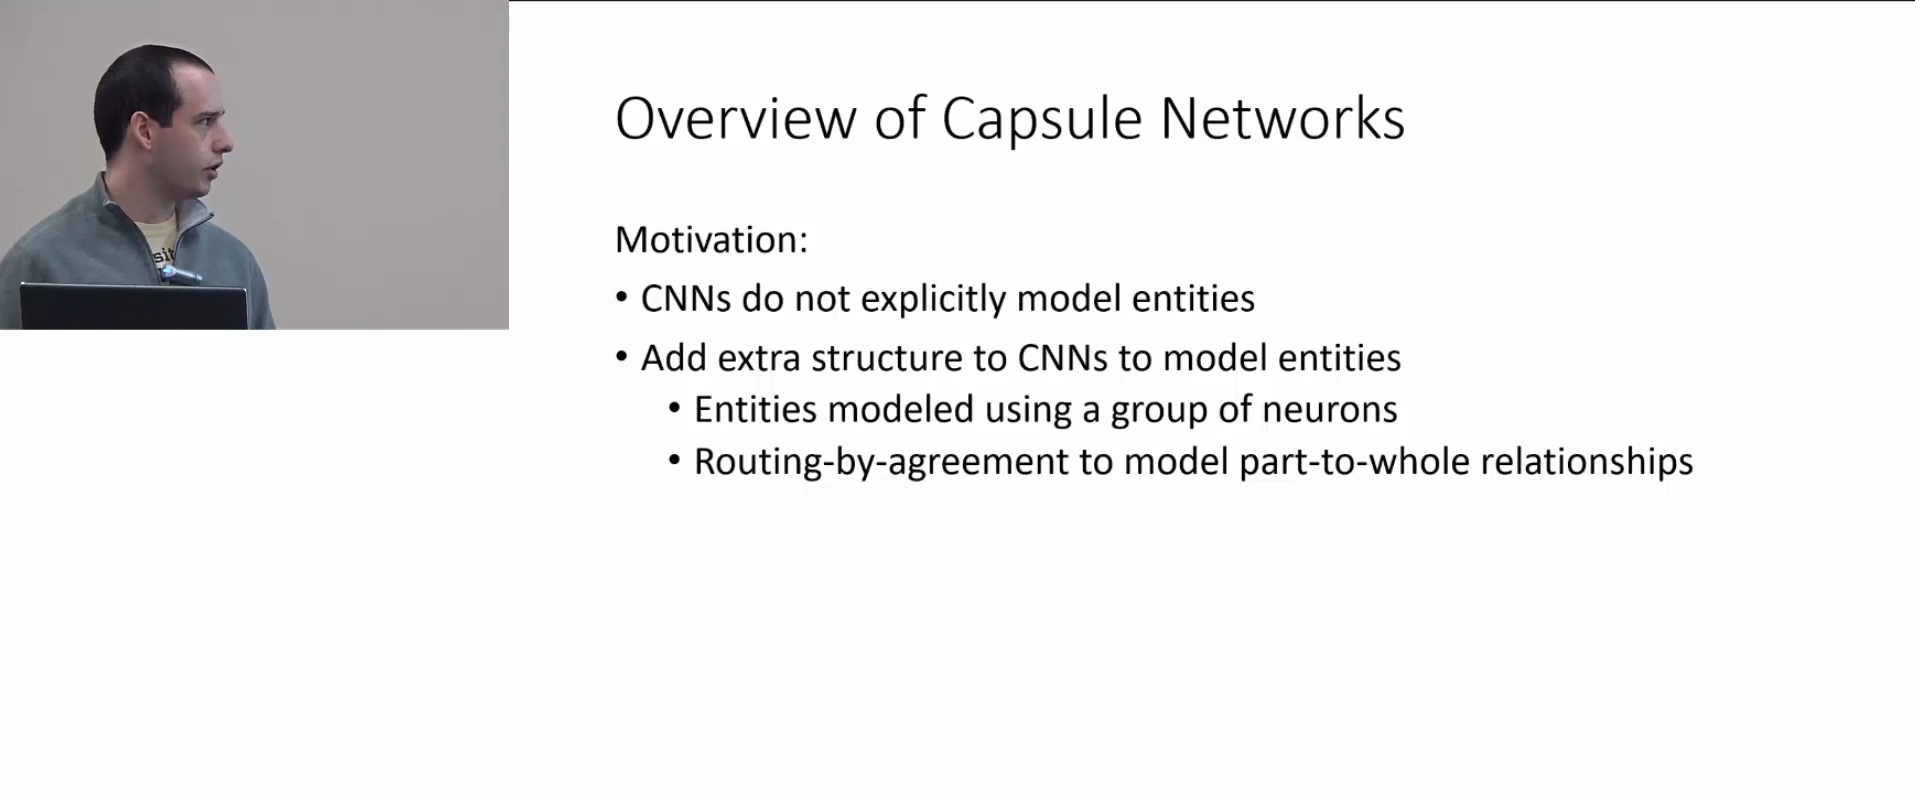 Overview of Capsule Networks
Motivation:
• CNNs do not explicitly model entities
• Add extra structure to CNNs to model entities
• Entities modeled using a group of neurons
• Routing-by-agreement to model part-to-whole relationships